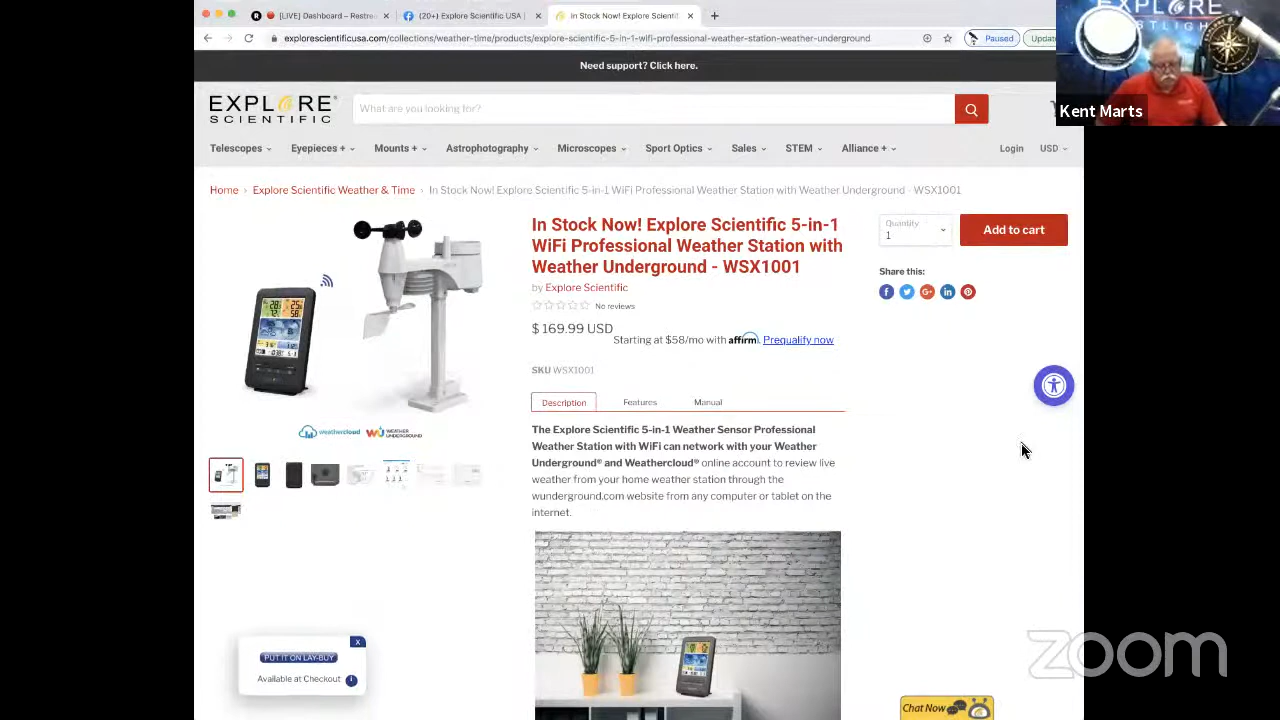 [LIVE] Dashboard – Restre
(20+) Explore Scientific USA |
In Stock Now! Explore Scientif
explorescientificusa.com/collections/weather-time/products/explore-scientific-5-in-1-wifi-professional-weather-station-weather-underground
Paused
Update
Need support? Click here.
EXPLORE
SCIENTIFIC
What are you looking for?
Telescopes Eyepieces + Mounts + Astrophotography Microscopes Sport Optics Sales STEM Alliance + Login USD
Home › Explore Scientific Weather & Time › In Stock Now! Explore Scientific 5-in-1 WiFi Professional Weather Station with Weather Underground - WSX1001
In Stock Now! Explore Scientific 5-in-1
WiFi Professional Weather Station with
Weather Underground - WSX1001
by Explore Scientific
No reviews
$ 169.99 USD
Starting at $58/mo with affirm. Prequalify now
SKU WSX1001
Description Features Manual
The Explore Scientific 5-in-1 Weather Sensor Professional
Weather Station with WiFi can network with your Weather
Underground® and Weathercloud® online account to review live
weather from your home weather station through the
wunderground.com website from any computer or tablet on the
internet.
Quantity
1
Add to cart
Share this:
weathercloud
WEATHER
UNDERGROUND
X
PUT IT ON LAY-BUY
Available at Checkout
Chat Now
EXPLORE
Kent Marts
zoom